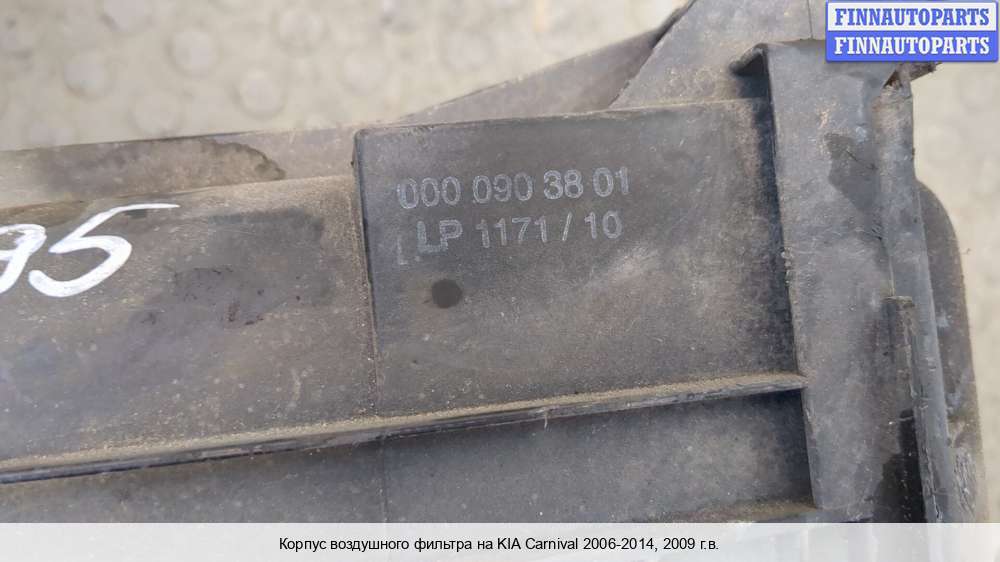 FINNAUTOPARTS
FINNAUTOPARTS
000 090 38 01
LP 1171 / 10
95
Корпус воздушного фильтра на KIA Carnival 2006-2014, 2009 г.в.